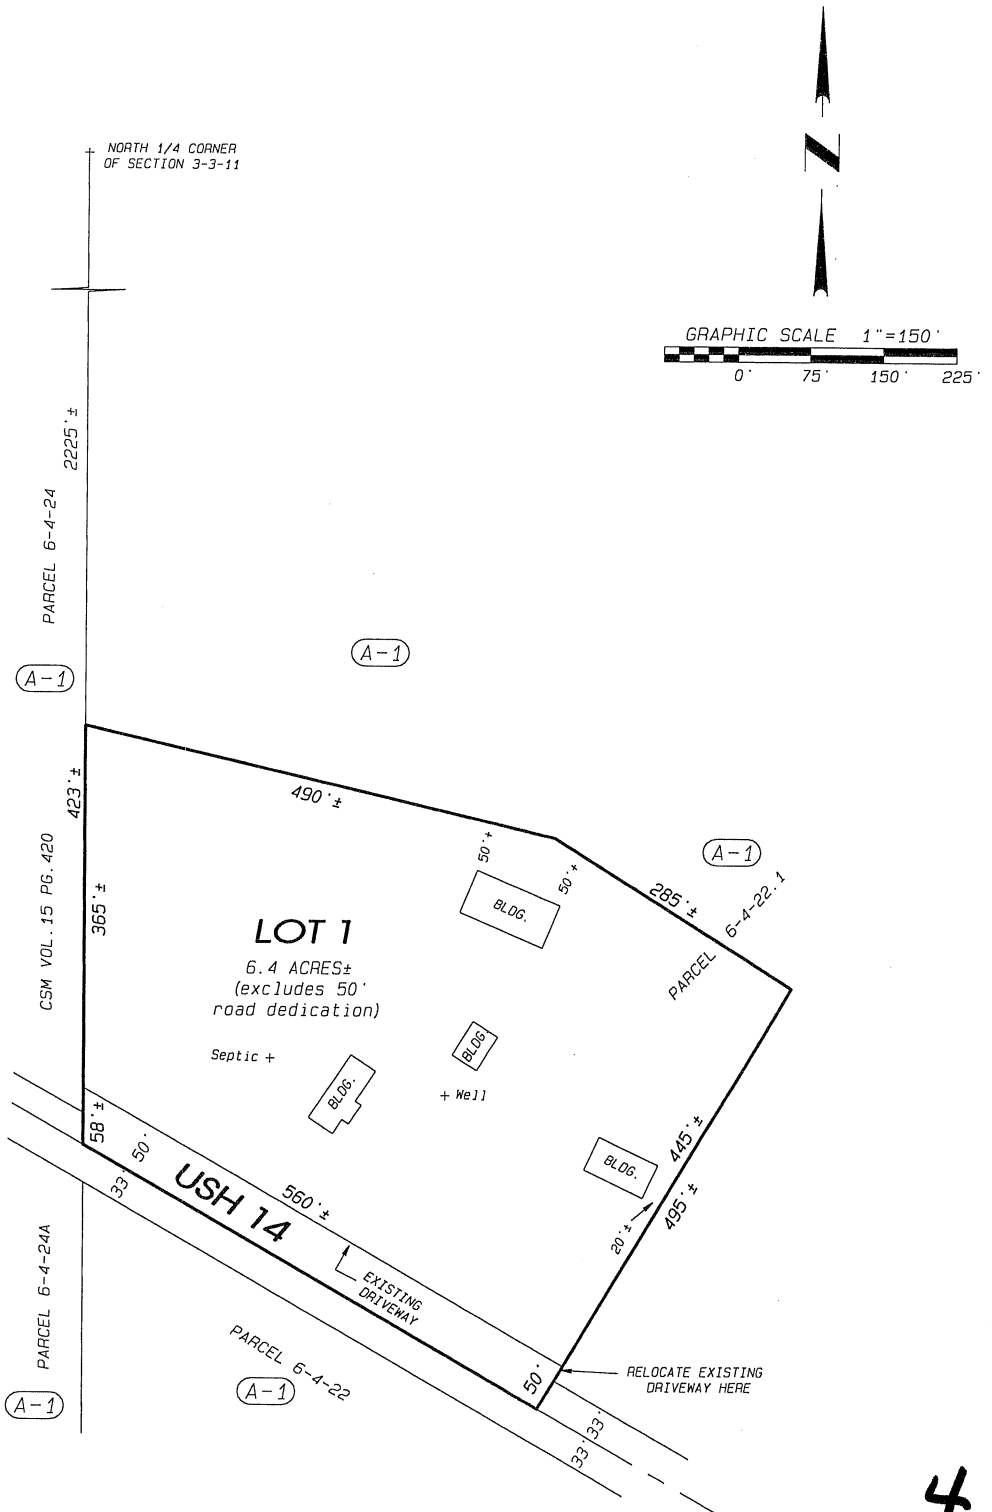 NORTH 1/4 CORNER
OF SECTION 3-3-11
N
GRAPHIC SCALE 1"=150'
0' 75' 150' 225'
2225'±
PARCEL 6-4-24
A-1
A-1
490'±
423'±
CSM VOL.15 PG.420
365'±
50'±
50'±
BLDG.
A-1
285'±
PARCEL 6-4-22.1
LOT 1
6.4 ACRES±
(excludes 50'
road dedication)
Septic +
BLDG.
BLDG.
+ Well
BLDG.
445'±
495'±
20'±
58'±
50'
33'
USH 14
560'±
EXISTING
DRIVEWAY
PARCEL 6-4-24A
A-1
PARCEL 6-4-22
A-1
50'
RELOCATE EXISTING
DRIVEWAY HERE
33'
33'
4